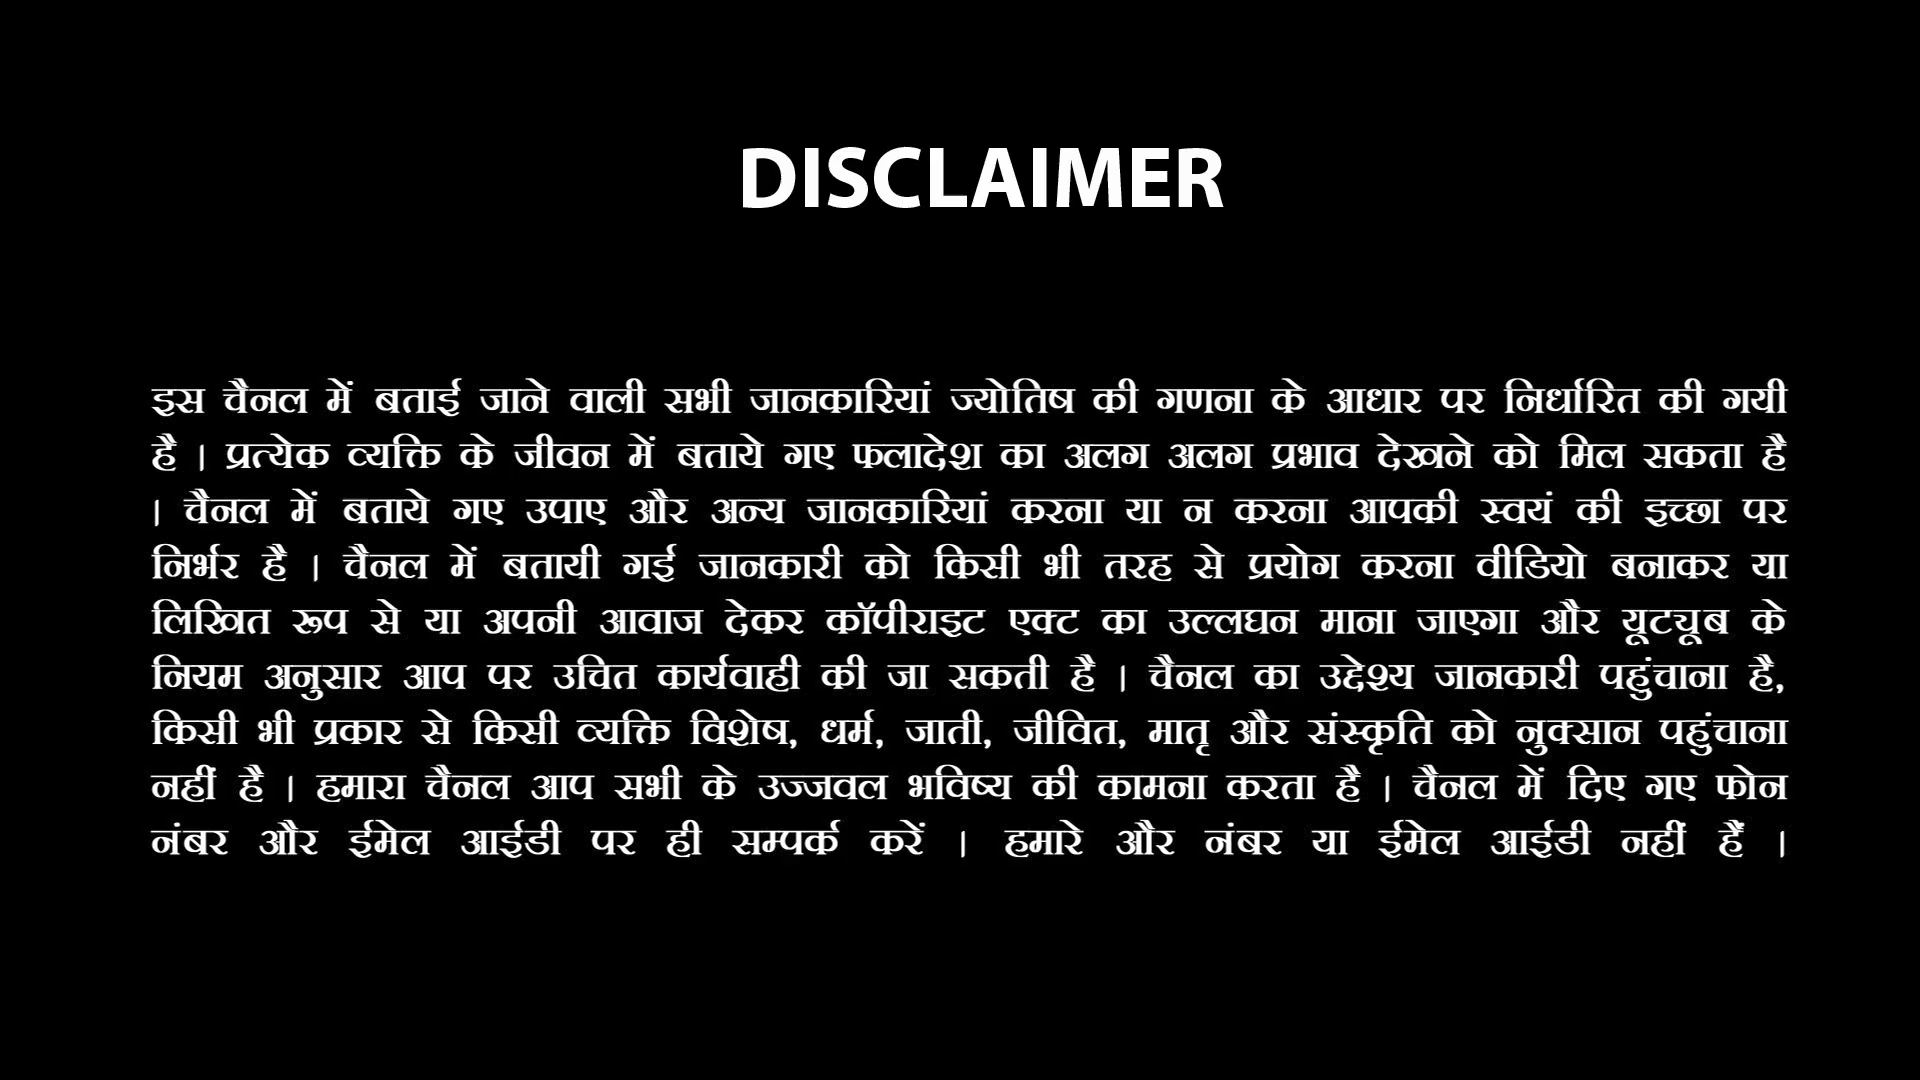 DISCLAIMER
इस चैनल में बताई जाने वाली सभी जानकारियां ज्योतिष की गणना के आधार पर निर्धारित की गयी
है । प्रत्येक व्यक्ति के जीवन में बताये गए फलादेश का अलग अलग प्रभाव देखने को मिल सकता है
। चैनल में बताये गए उपाए और अन्य जानकारियां करना या न करना आपकी स्वयं की इच्छा पर
निर्भर है । चैनल में बतायी गई जानकारी को किसी भी तरह से प्रयोग करना वीडियो बनाकर या
लिखित रूप से या अपनी आवाज देकर कॉपीराइट एक्ट का उल्लघन माना जाएगा और यूट्यूब के
नियम अनुसार आप पर उचित कार्यवाही की जा सकती है । चैनल का उद्देश्य जानकारी पहुंचाना है,
किसी भी प्रकार से किसी व्यक्ति विशेष, धर्म, जाती, जीवित, मातृ और संस्कृति को नुक्सान पहुंचाना
नहीं है । हमारा चैनल आप सभी के उज्जवल भविष्य की कामना करता है । चैनल में दिए गए फोन
नंबर और ईमेल आईडी पर ही सम्पर्क करें । हमारे और नंबर या ईमेल आईडी नहीं हैं ।